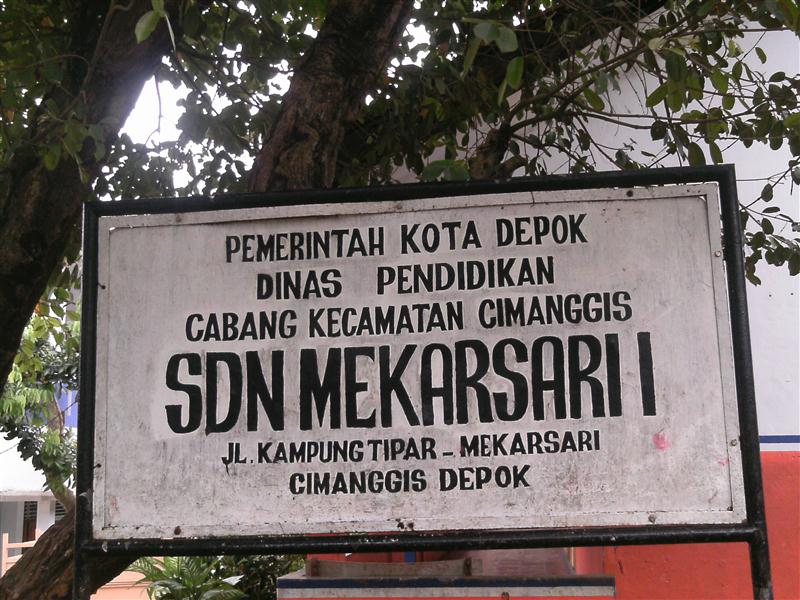 PEMERINTAH KOTA DEPOK
DINAS PENDIDIKAN
CABANG KECAMATAN CIMANGGIS
SDN MEKARSARI I
JL. KAMPUNG TIPAR - MEKARSARI
CIMANGGIS DEPOK